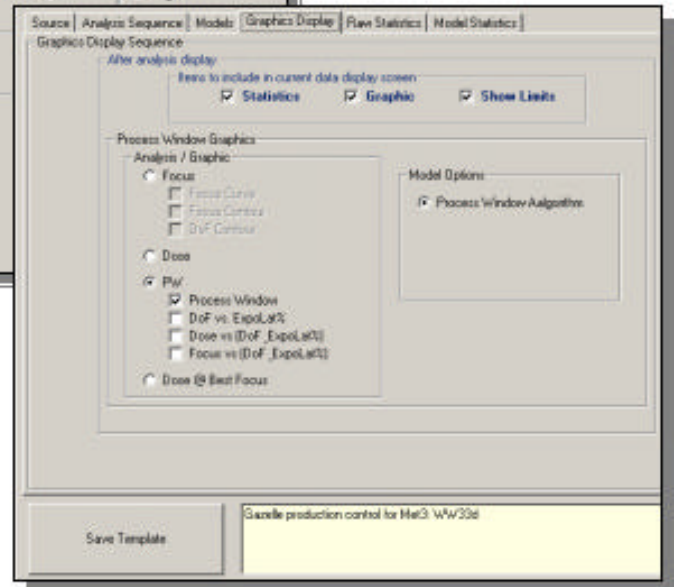 Source Analysis Sequence Models Graphics Display Raw Statistics Model Statistics
Graphics Display Sequence
After analysis display
Items to include in current data display screen
Statistics Graphic Show Limits
Process Window Graphics
Analysis / Graphic
Focus
Focus Curve
Focus Contour
DoF Contour
Dose
PW
Process Window
DoF vs. ExpoLat%
Dose vs (DoF_ExpoLat%)
Focus vs (DoF_ExpoLat%)
Dose @ Best Focus
Model Options
Process Window Aalgorithm
Save Template
Gazelle production control for Met3: WW33d